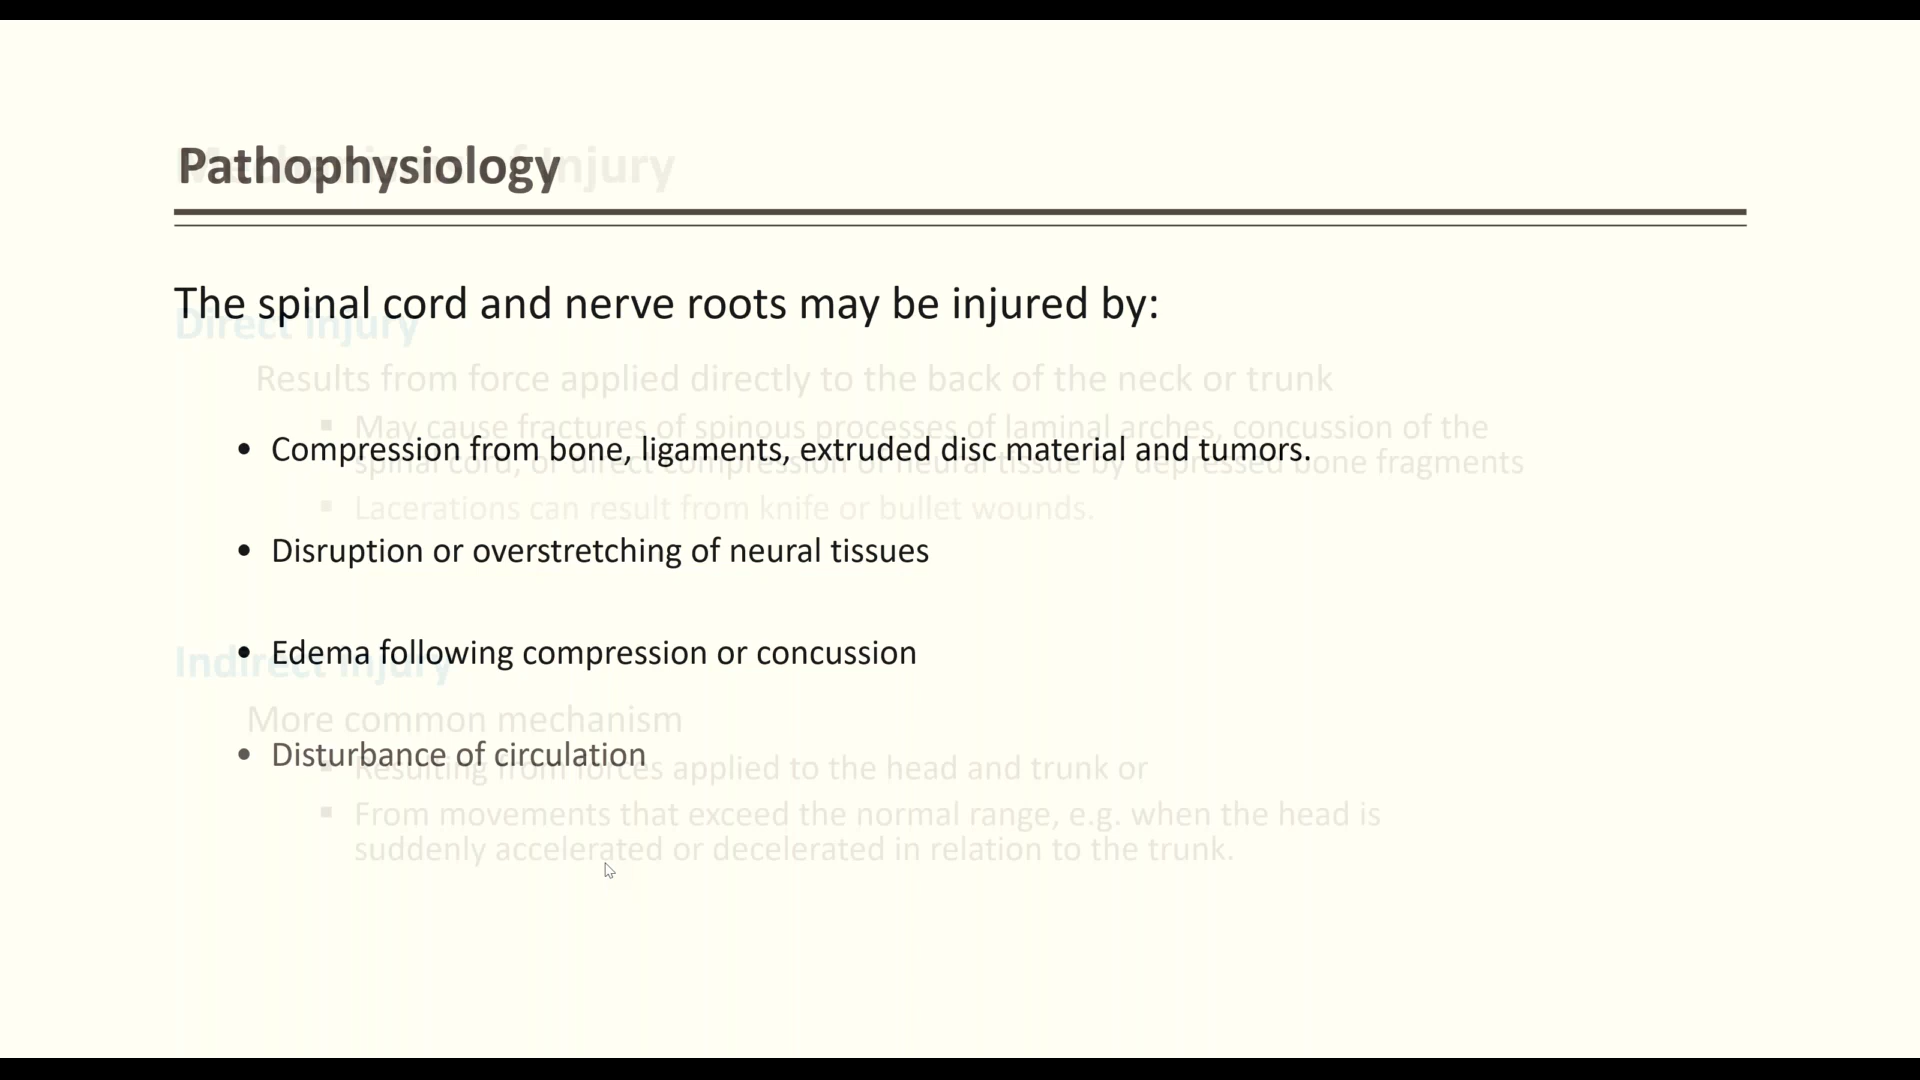 Pathophysiology
The spinal cord and nerve roots may be injured by:
• Compression from bone, ligaments, extruded disc material and tumors.
• Disruption or overstretching of neural tissues
• Edema following compression or concussion
• Disturbance of circulation
Mechanism of Injury
Direct Injury
Results from force applied directly to the back of the neck or trunk
▪ May cause fractures of spinous processes of laminal arches, concussion of the
spinal cord, or direct compression of neural tissue by depressed bone fragments
▪ Lacerations can result from knife or bullet wounds.
Indirect Injury
More common mechanism
▪ Resulting from forces applied to the head and trunk or
▪ From movements that exceed the normal range, e.g. when the head is
suddenly accelerated or decelerated in relation to the trunk.